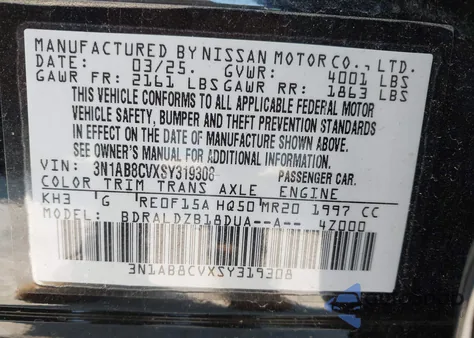 MANUFACTURED BY NISSAN MOTOR CO., LTD.
DATE: 03/25. GVWR: 4001 LBS
GAWR FR: 2161 LBS GAWR RR: 1863 LBS
THIS VEHICLE CONFORMS TO ALL APPLICABLE FEDERAL MOTOR
VEHICLE SAFETY, BUMPER AND THEFT PREVENTION STANDARDS
IN EFFECT ON THE DATE OF MANUFACTURE SHOWN ABOVE.
SEE OWNER'S MANUAL FOR ADDITIONAL INFORMATION.
VIN: 3N1AB8CVXSY319308 PASSENGER CAR.
COLOR TRIM TRANS AXLE ENGINE
KH3 G RE0F15A HQ50 MR20 1997 CC
MODEL: BDRALDZB18DUA--A-- 4Z000
3N1AB8CVXSY319308